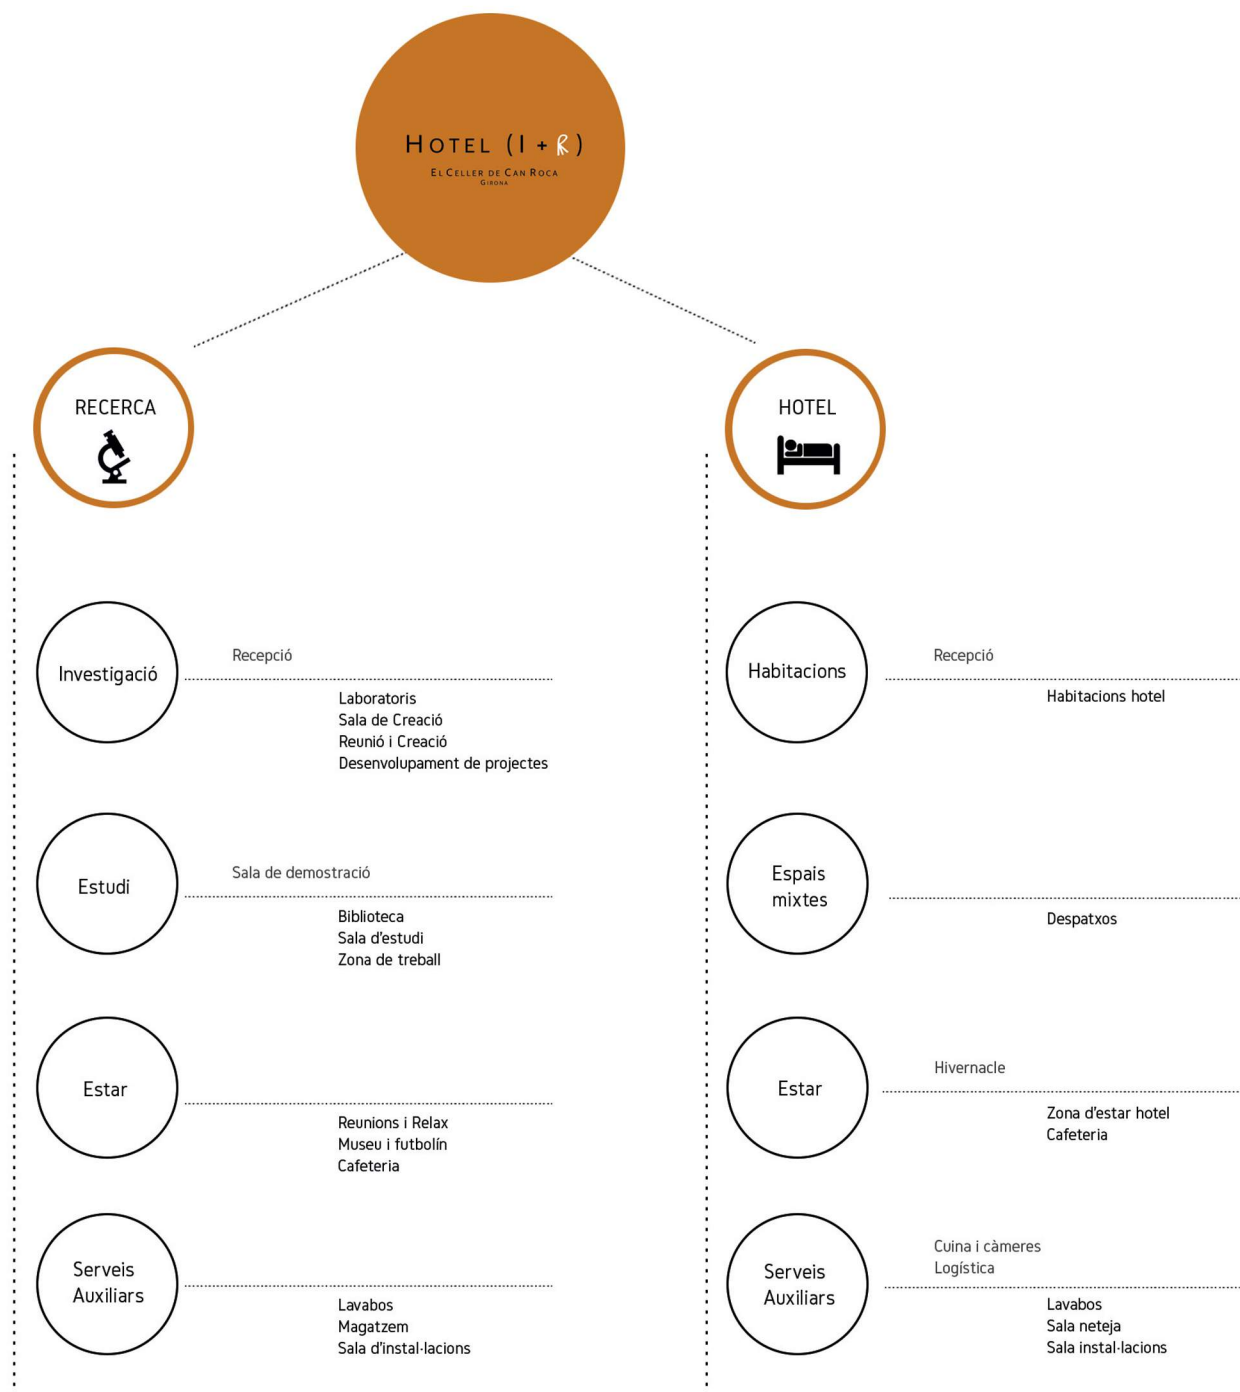 HOTEL (I + R)
EL CELLER DE CAN ROCA
GIRONA
RECERCA
HOTEL
Investigació
Recepció
Laboratoris
Sala de Creació
Reunió i Creació
Desenvolupament de projectes
Estudi
Sala de demostració
Biblioteca
Sala d'estudi
Zona de treball
Estar
Reunions i Relax
Museu i futbolín
Cafeteria
Serveis
Auxiliars
Lavabos
Magatzem
Sala d'instal·lacions
Habitacions
Recepció
Habitacions hotel
Espais
mixtes
Despatxos
Estar
Hivernacle
Zona d'estar hotel
Cafeteria
Serveis
Auxiliars
Cuina i càmeres
Logística
Lavabos
Sala neteja
Sala instal·lacions